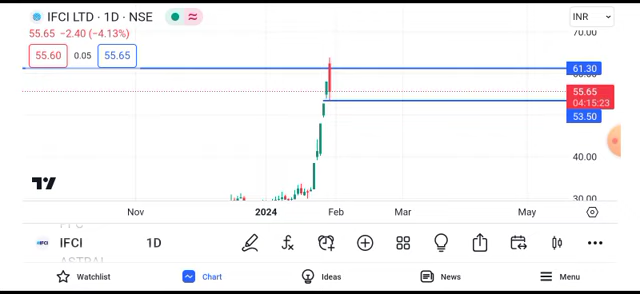 IFCI LTD · 1D · NSE
INR
55.65 −2.40 (−4.13%)
55.60 0.05 55.65
70.00
61.30
55.65
04:15:23
53.50
40.00
30.00
Nov 2024 Feb Mar May
IFCI 1D
ASTRAL
Watchlist Chart Ideas News Menu